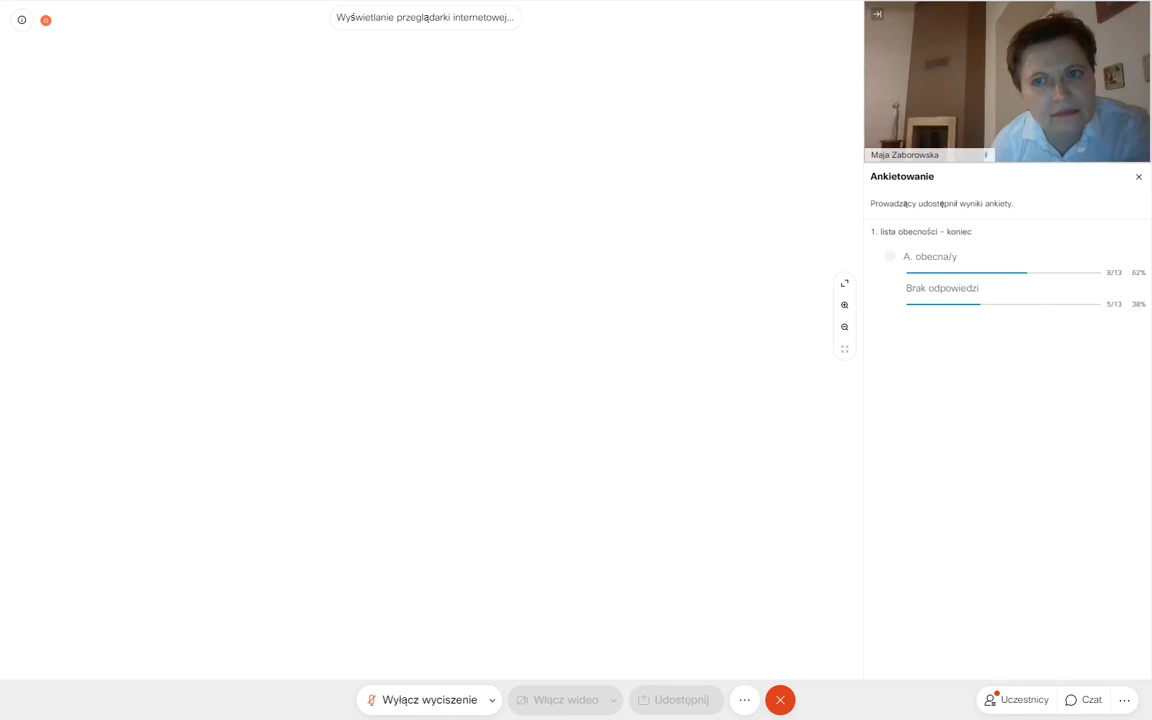 Wyświetlanie przeglądarki internetowej...
Maja Zaborowska
Ankietowanie
Prowadzący udostępnił wyniki ankiety.
1. lista obecności - koniec
A. obecna/y
8/13 62%
Brak odpowiedzi
5/13 38%
Wyłącz wyciszenie
Włącz wideo
Udostępnij
Uczestnicy
Czat